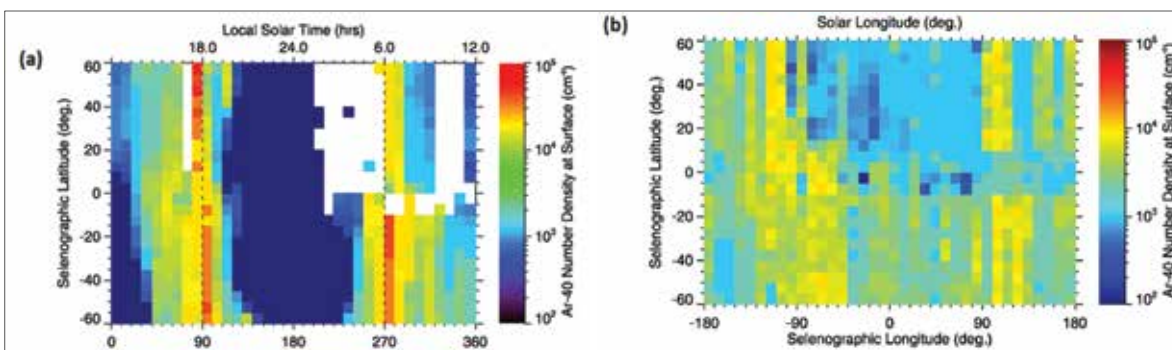 (a)
Local Solar Time (hrs)
18.0 24.0 6.0 12.0
Selenographic Latitude (deg.)
60
40
20
0
-20
-40
-60
0 90 180 270 360
10⁵
10⁴
10³
10²
Ar-40 Number Density at Surface (cm⁻³)
(b)
Solar Longitude (deg.)
Selenographic Latitude (deg.)
60
40
20
0
-20
-40
-60
-180 -90 0 90 180
Selenographic Longitude (deg.)
10⁵
10⁴
10³
10²
Ar-40 Number Density at Surface (cm⁻³)